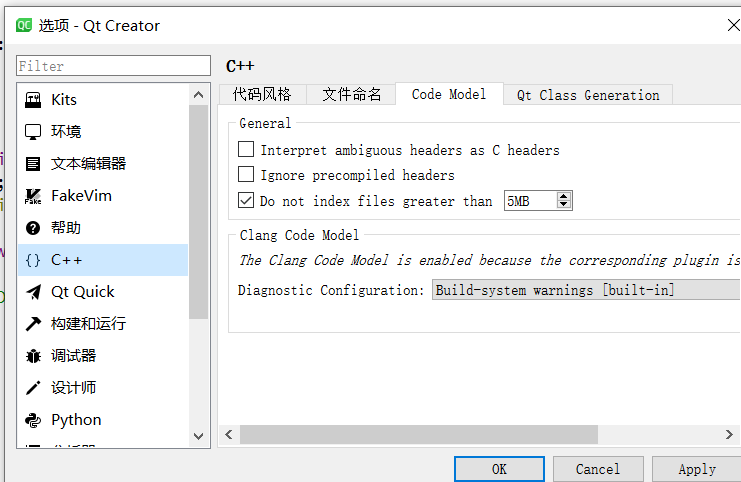 选项 - Qt Creator
Filter
Kits
环境
文本编辑器
FakeVim
帮助
C++
Qt Quick
构建和运行
调试器
设计师
Python
C++
代码风格
文件命名
Code Model
Qt Class Generation
General
Interpret ambiguous headers as C headers
Ignore precompiled headers
Do not index files greater than 5MB
Clang Code Model
The Clang Code Model is enabled because the corresponding plugin is
Diagnostic Configuration: Build-system warnings [built-in]
OK
Cancel
Apply